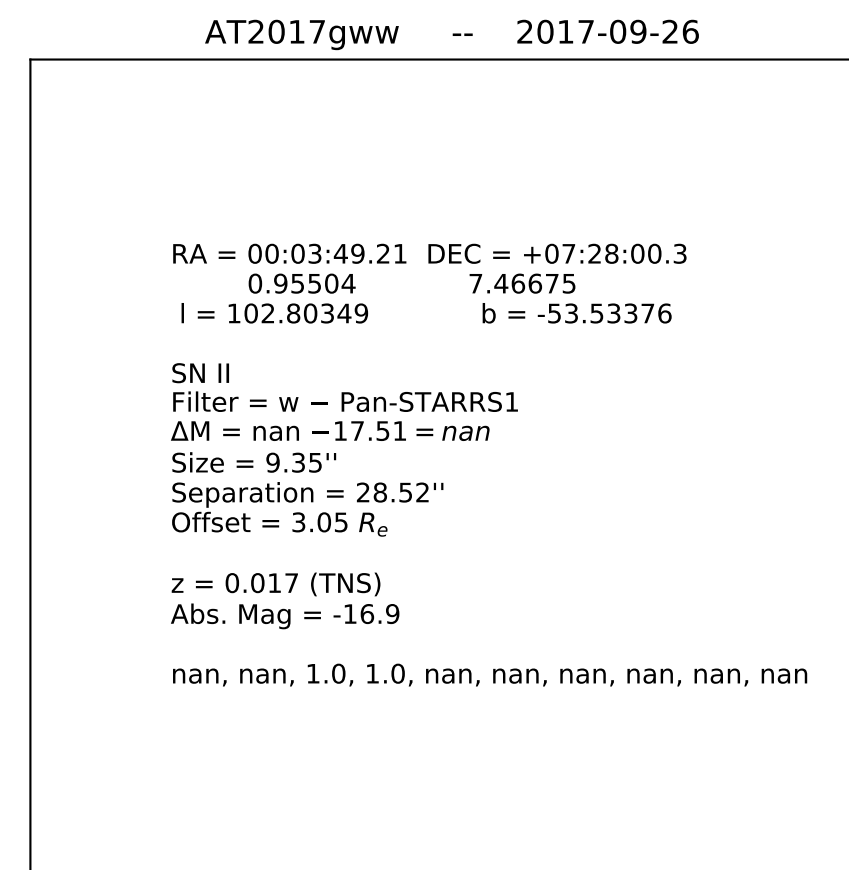 AT2017gww -- 2017-09-26
RA = 00:03:49.21 DEC = +07:28:00.3
0.95504 7.46675
l = 102.80349 b = -53.53376
SN II
Filter = w − Pan-STARRS1
ΔM = nan −17.51 = nan
Size = 9.35''
Separation = 28.52''
Offset = 3.05 Rₑ
z = 0.017 (TNS)
Abs. Mag = -16.9
nan, nan, 1.0, 1.0, nan, nan, nan, nan, nan, nan